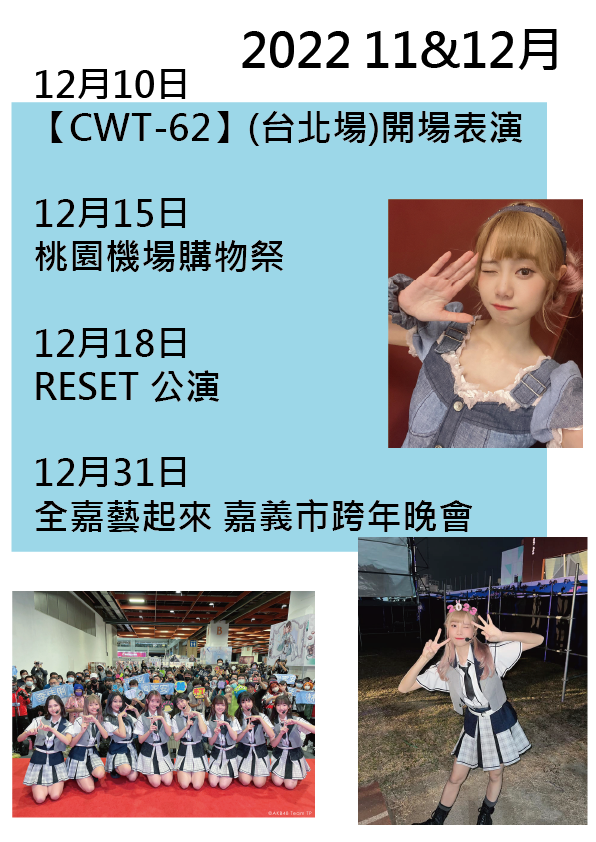 2022 11&12月
12月10日
【CWT-62】(台北場)開場表演
12月15日
桃園機場購物祭
12月18日
RESET 公演
12月31日
全嘉藝起來 嘉義市跨年晚會
©AKB48 Team TP